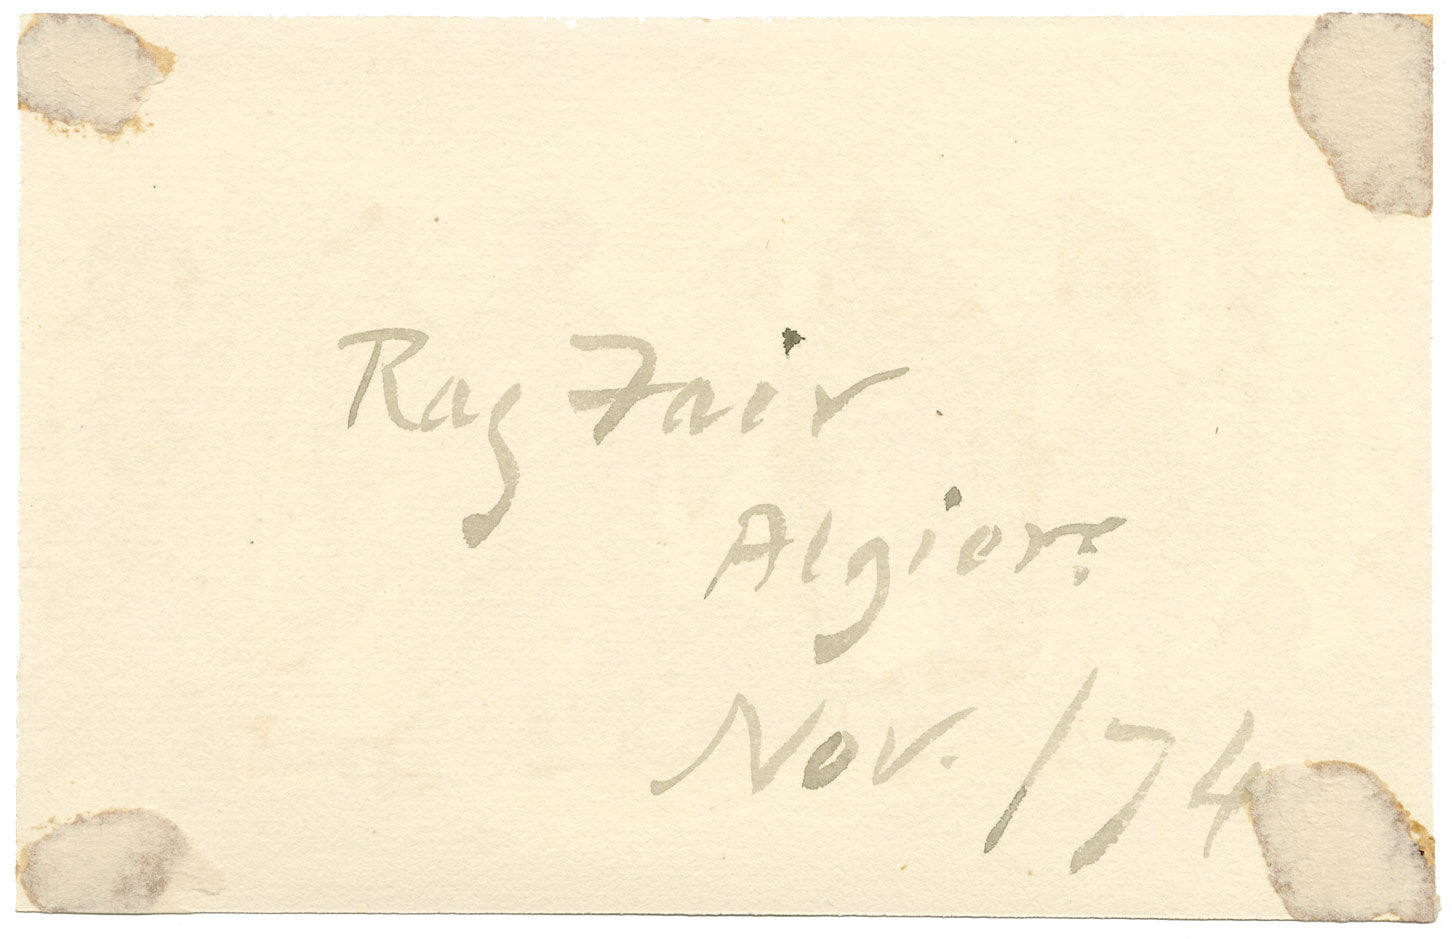 Rag Fair
Algiers
Nov. /74